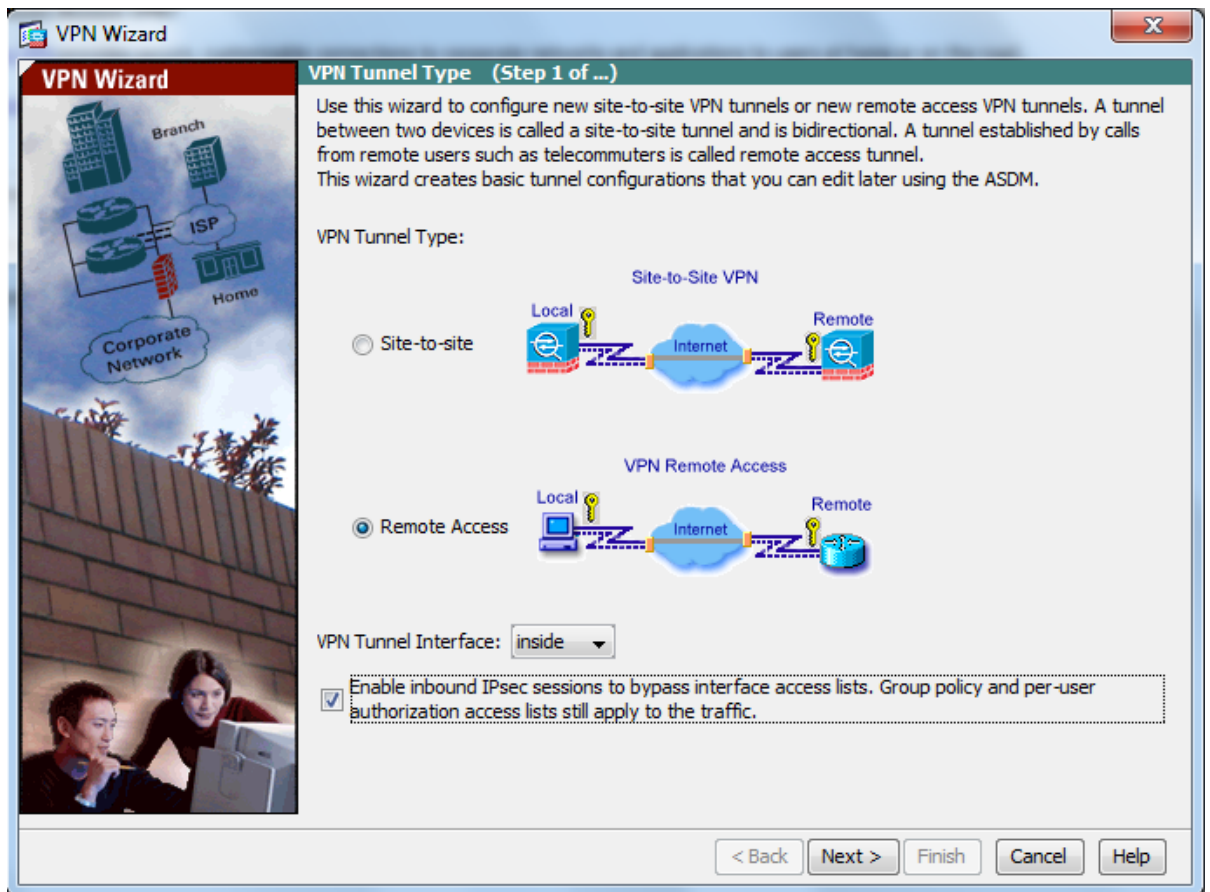 VPN Wizard
VPN Wizard
Branch
ISP
Home
Corporate
Network
VPN Tunnel Type (Step 1 of ...)
Use this wizard to configure new site-to-site VPN tunnels or new remote access VPN tunnels. A tunnel
between two devices is called a site-to-site tunnel and is bidirectional. A tunnel established by calls
from remote users such as telecommuters is called remote access tunnel.
This wizard creates basic tunnel configurations that you can edit later using the ASDM.
VPN Tunnel Type:
Site-to-Site VPN
Site-to-site
Local
Internet
Remote
VPN Remote Access
Remote Access
Local
Internet
Remote
VPN Tunnel Interface: inside
Enable inbound IPsec sessions to bypass interface access lists. Group policy and per-user
authorization access lists still apply to the traffic.
< Back Next > Finish Cancel Help